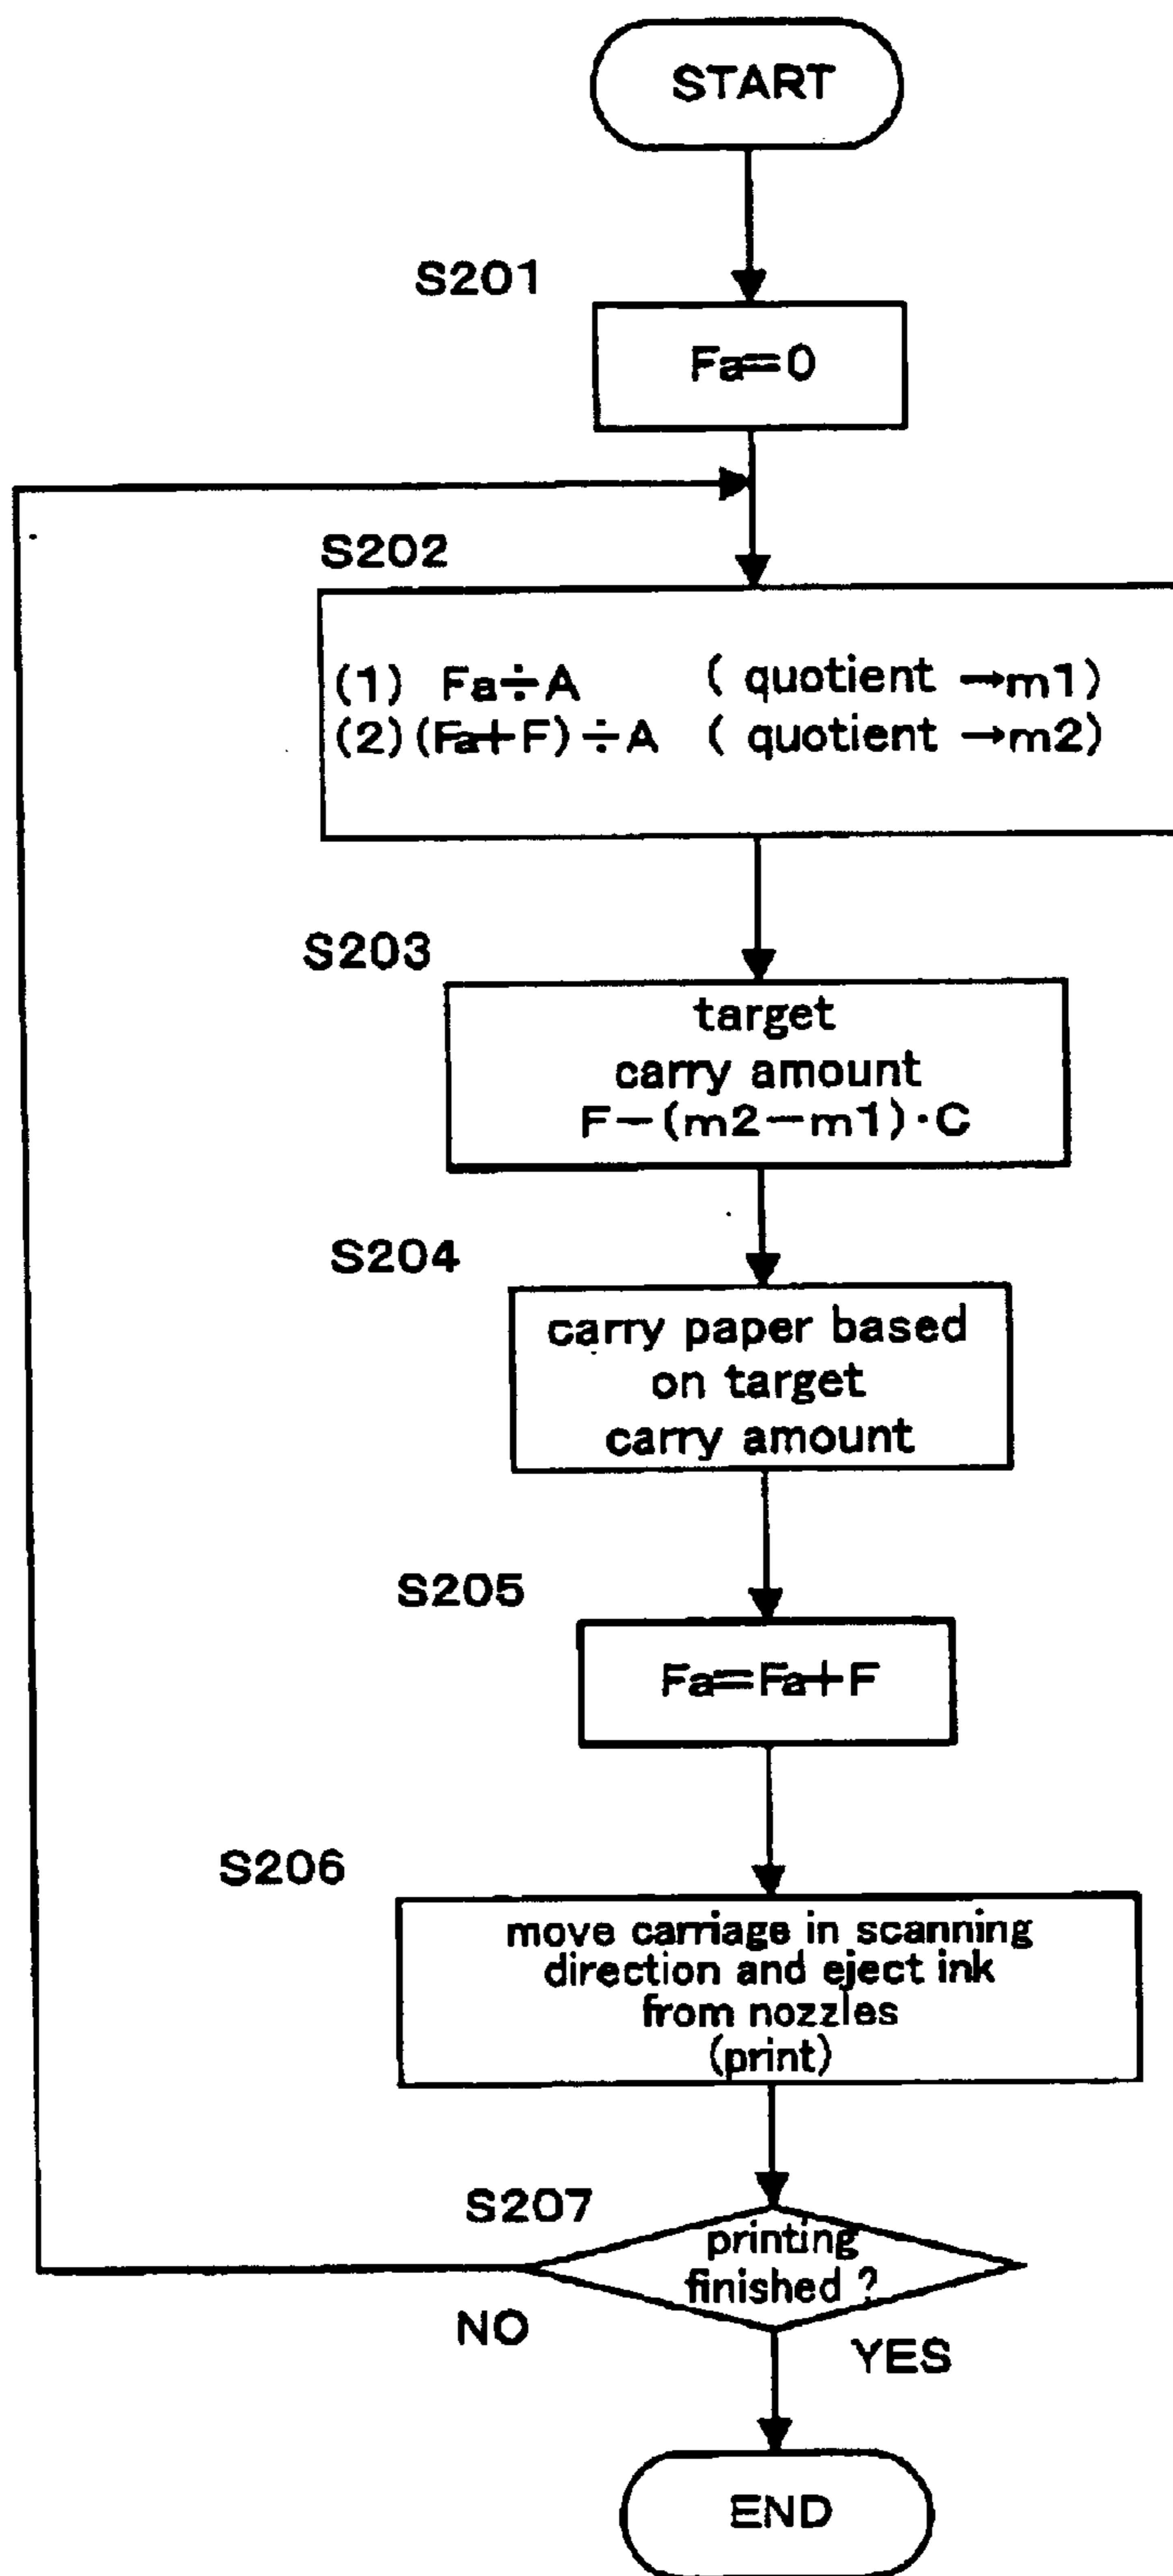 START
S201
Fa=0
S202
(1) Fa÷A ( quotient →m1)
(2)(Fa+F)÷A ( quotient →m2)
S203
target
carry amount
F−(m2−m1)·C
S204
carry paper based
on target
carry amount
S205
Fa=Fa+F
S206
move carriage in scanning
direction and eject ink
from nozzles
(print)
S207
printing
finished ?
NO
YES
END